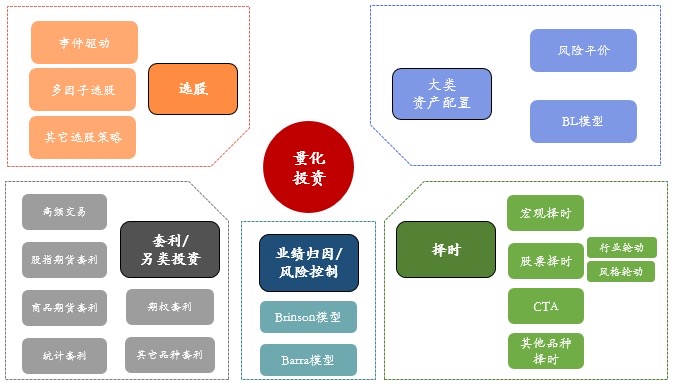 事件驱动
多因子选股
其它选股策略
选股
大类
资产配置
风险平价
BL模型
量化
投资
高频交易
股指期货套利
商品期货套利
统计套利
套利/
另类投资
期权套利
其它品种套利
业绩归因/
风险控制
Brinson模型
Barra模型
择时
宏观择时
股票择时
行业轮动
风格轮动
CTA
其他品种
择时